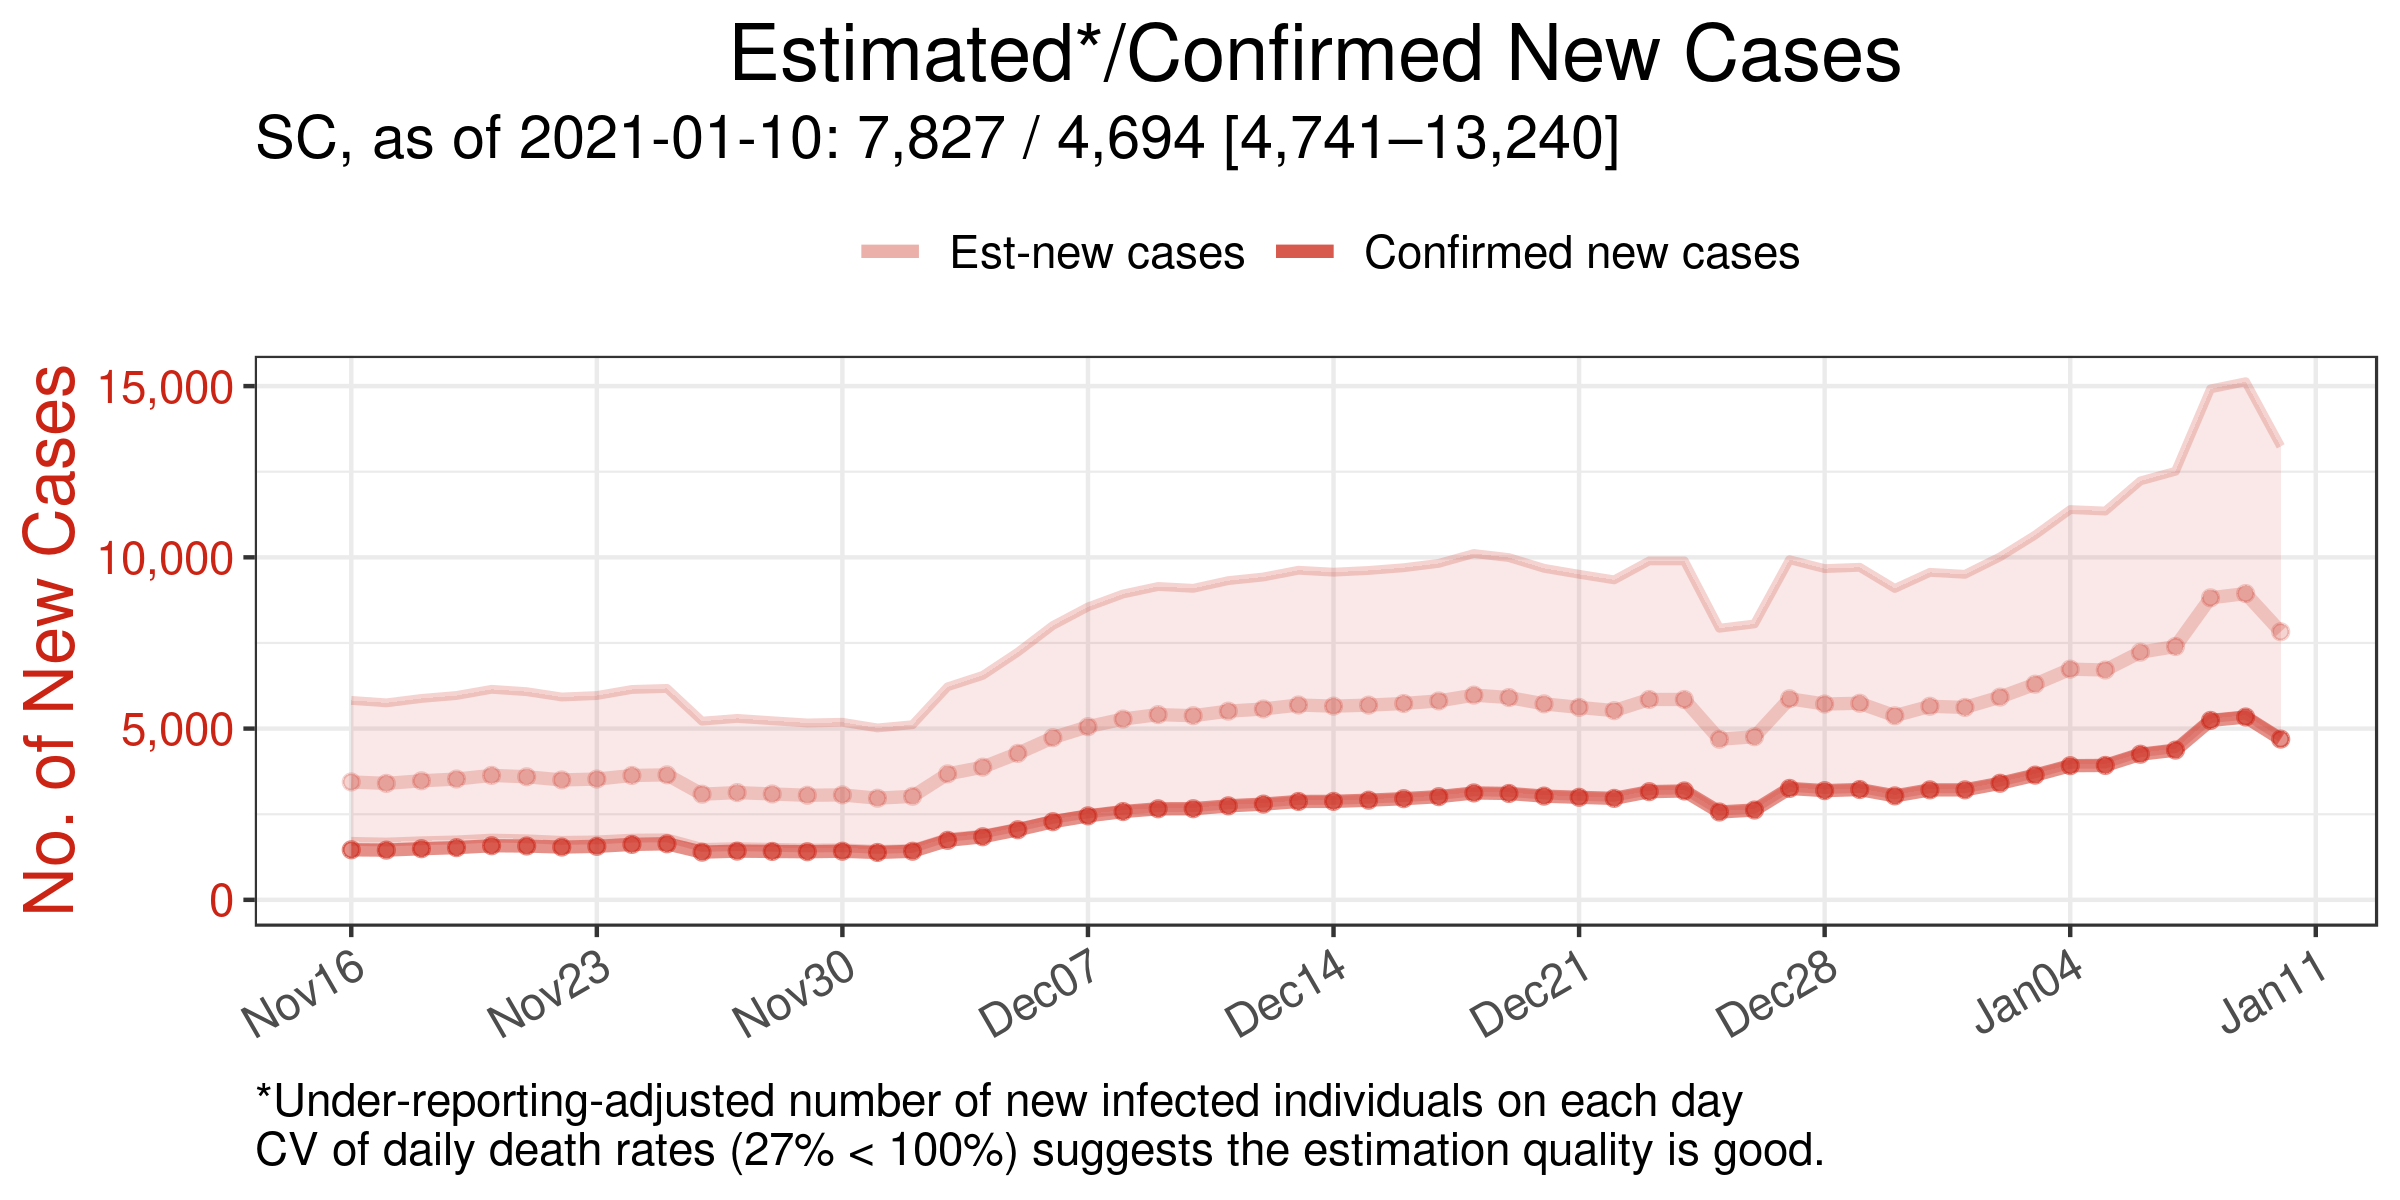 Estimated*/Confirmed New Cases
SC, as of 2021-01-10: 7,827 / 4,694 [4,741–13,240]
Est-new cases
Confirmed new cases
No. of New Cases
15,000
10,000
5,000
0
Nov16
Nov23
Nov30
Dec07
Dec14
Dec21
Dec28
Jan04
Jan11
*Under-reporting-adjusted number of new infected individuals on each day
CV of daily death rates (27% < 100%) suggests the estimation quality is good.